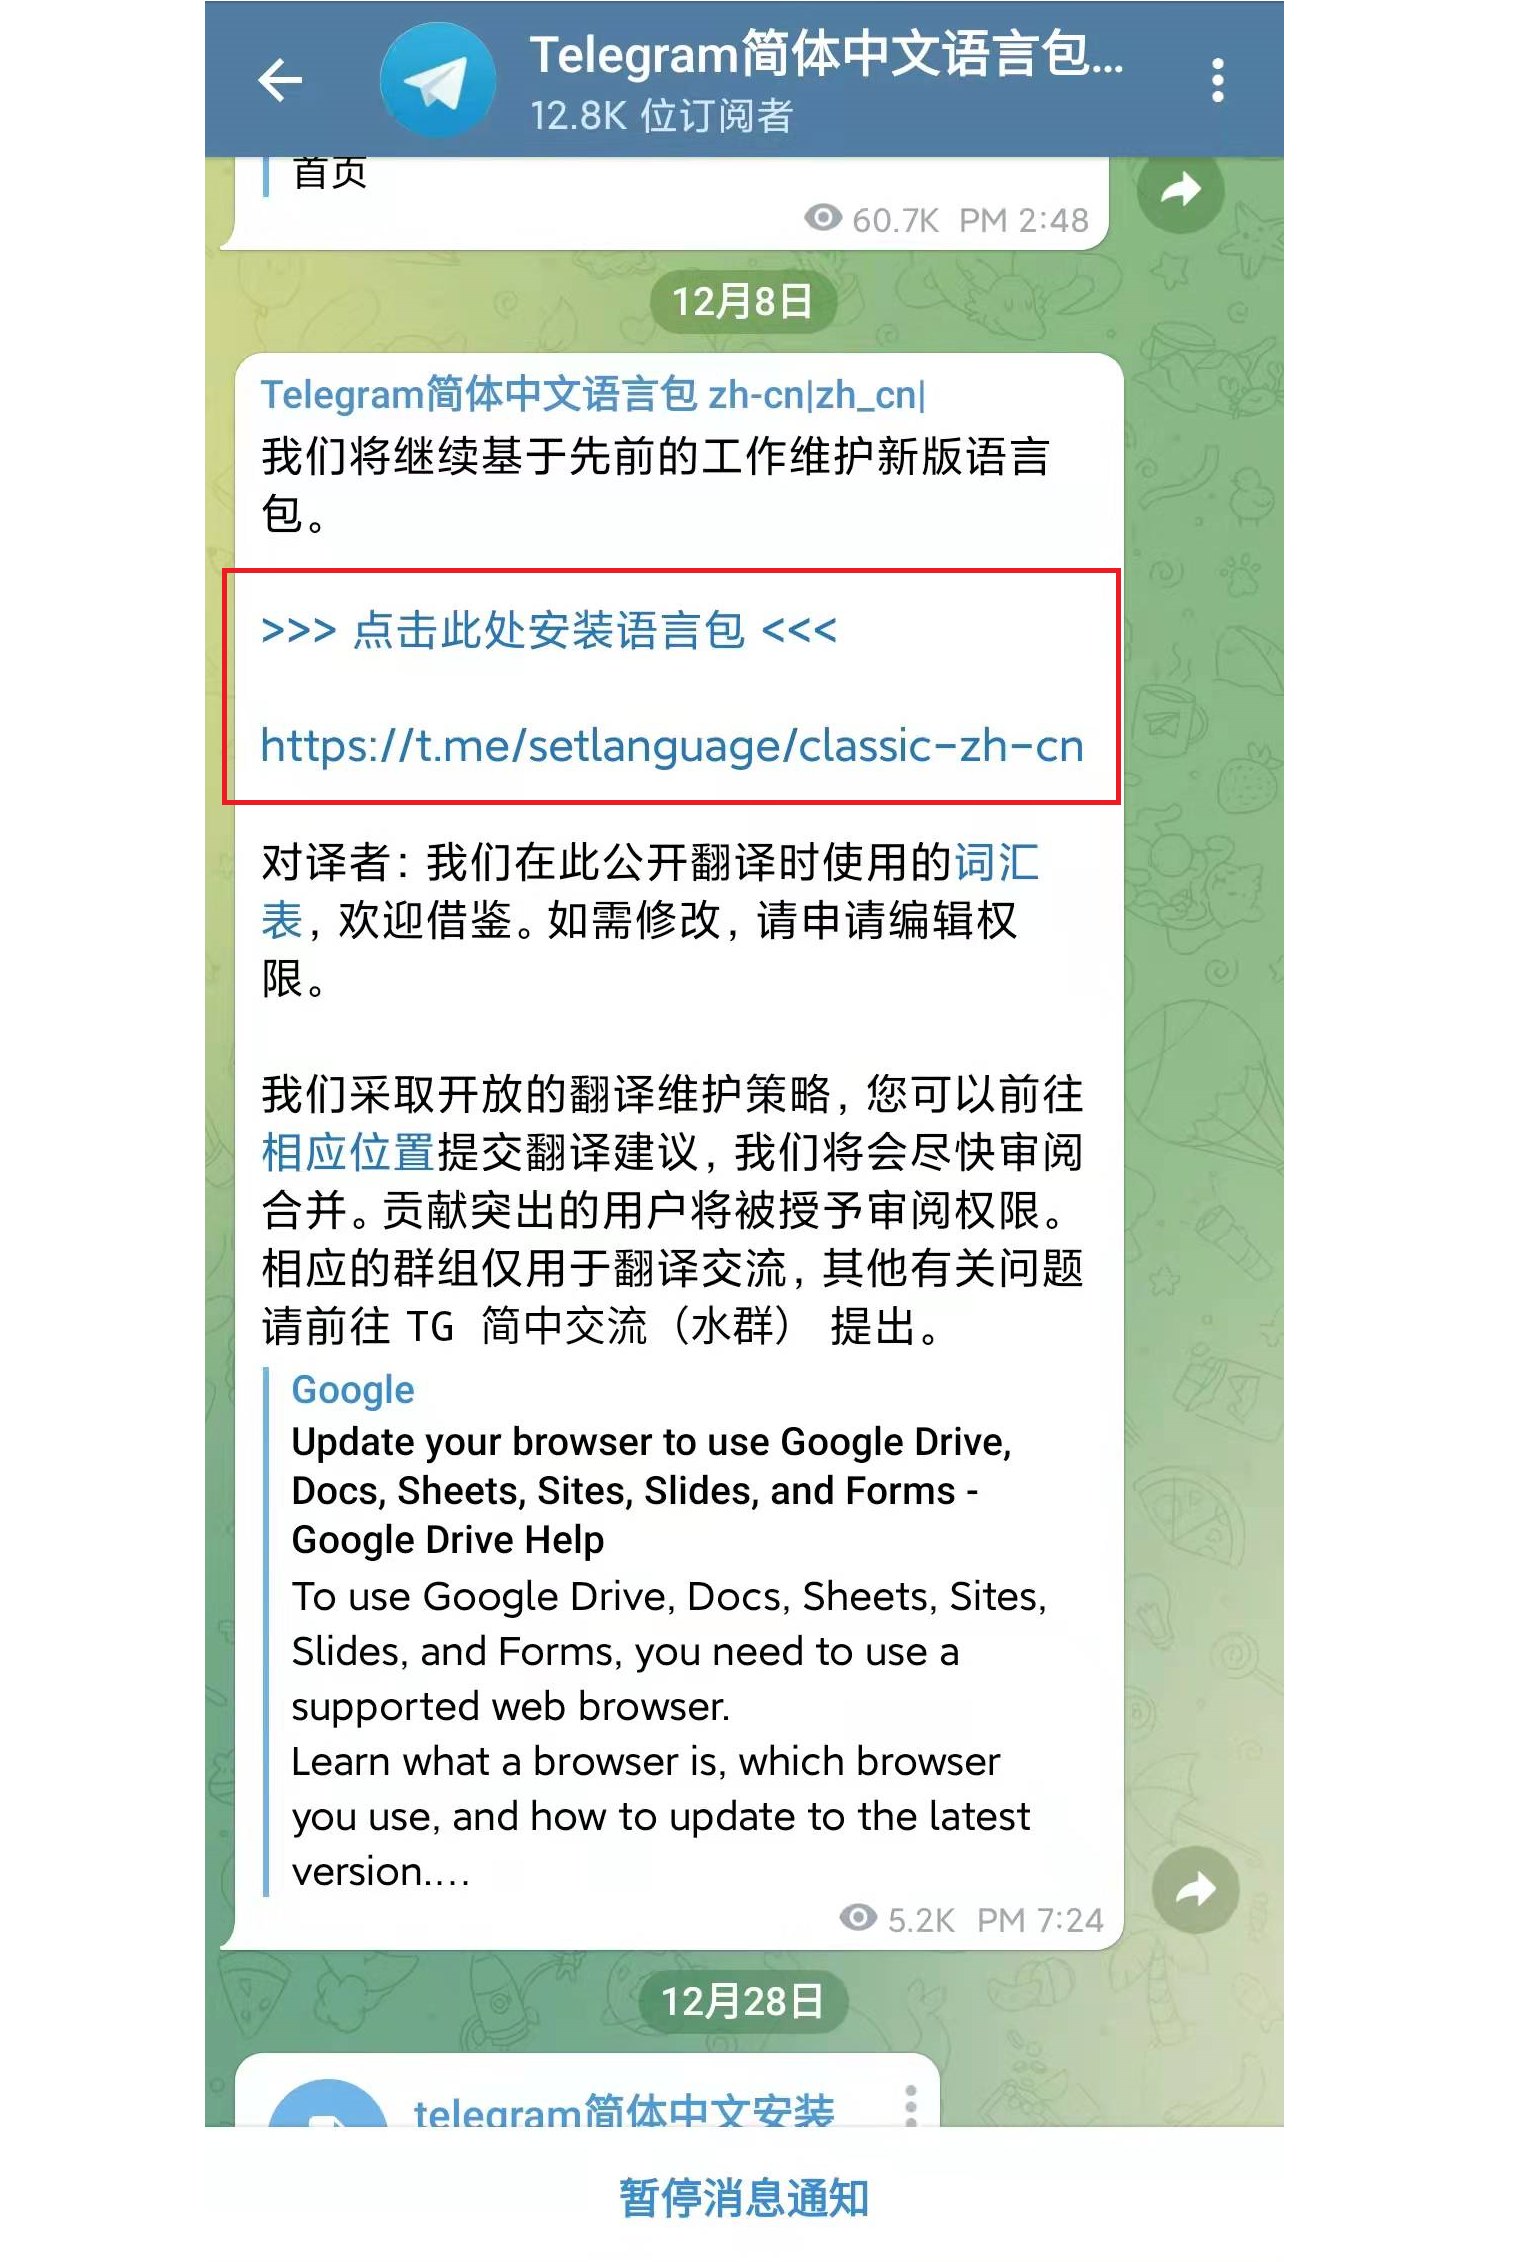 Telegram简体中文语言包...
12.8K 位订阅者
首页
60.7K PM 2:48
12月8日
Telegram简体中文语言包 zh-cn|zh_cn|
我们将继续基于先前的工作维护新版语言
包。
>>> 点击此处安装语言包 <<<
https://t.me/setlanguage/classic-zh-cn
对译者：我们在此公开翻译时使用的词汇
表，欢迎借鉴。如需修改，请申请编辑权
限。
我们采取开放的翻译维护策略，您可以前往
相应位置提交翻译建议，我们将会尽快审阅
合并。贡献突出的用户将被授予审阅权限。
相应的群组仅用于翻译交流，其他有关问题
请前往 TG 简中交流（水群） 提出。
Google
Update your browser to use Google Drive,
Docs, Sheets, Sites, Slides, and Forms -
Google Drive Help
To use Google Drive, Docs, Sheets, Sites,
Slides, and Forms, you need to use a
supported web browser.
Learn what a browser is, which browser
you use, and how to update to the latest
version....
5.2K PM 7:24
12月28日
telegram简体中文安装
暂停消息通知